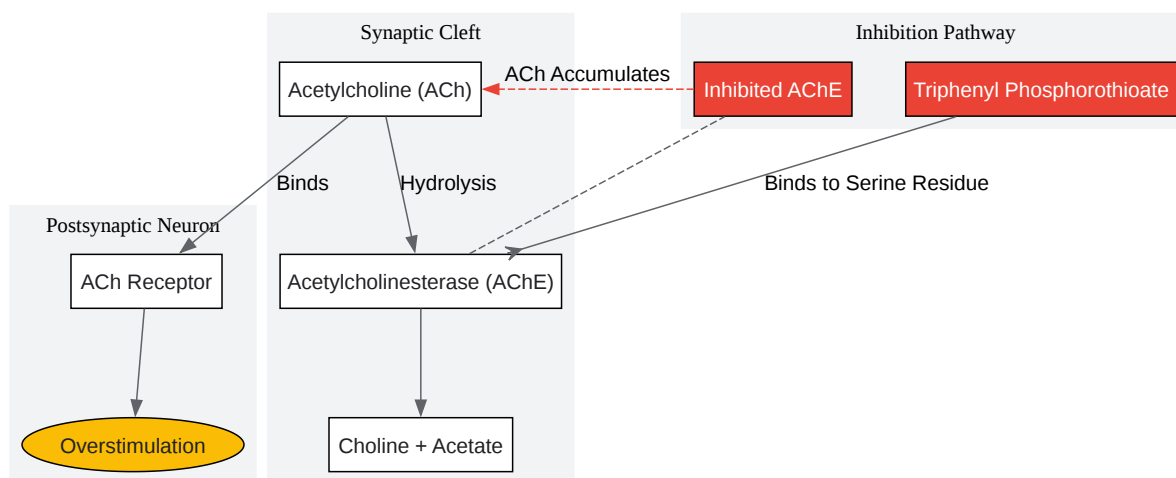 Synaptic Cleft
Inhibition Pathway
Acetylcholine (ACh)
ACh Accumulates
Inhibited AChE
Triphenyl Phosphorothioate
Binds
Hydrolysis
Binds to Serine Residue
Postsynaptic Neuron
ACh Receptor
Acetylcholinesterase (AChE)
Overstimulation
Choline + Acetate